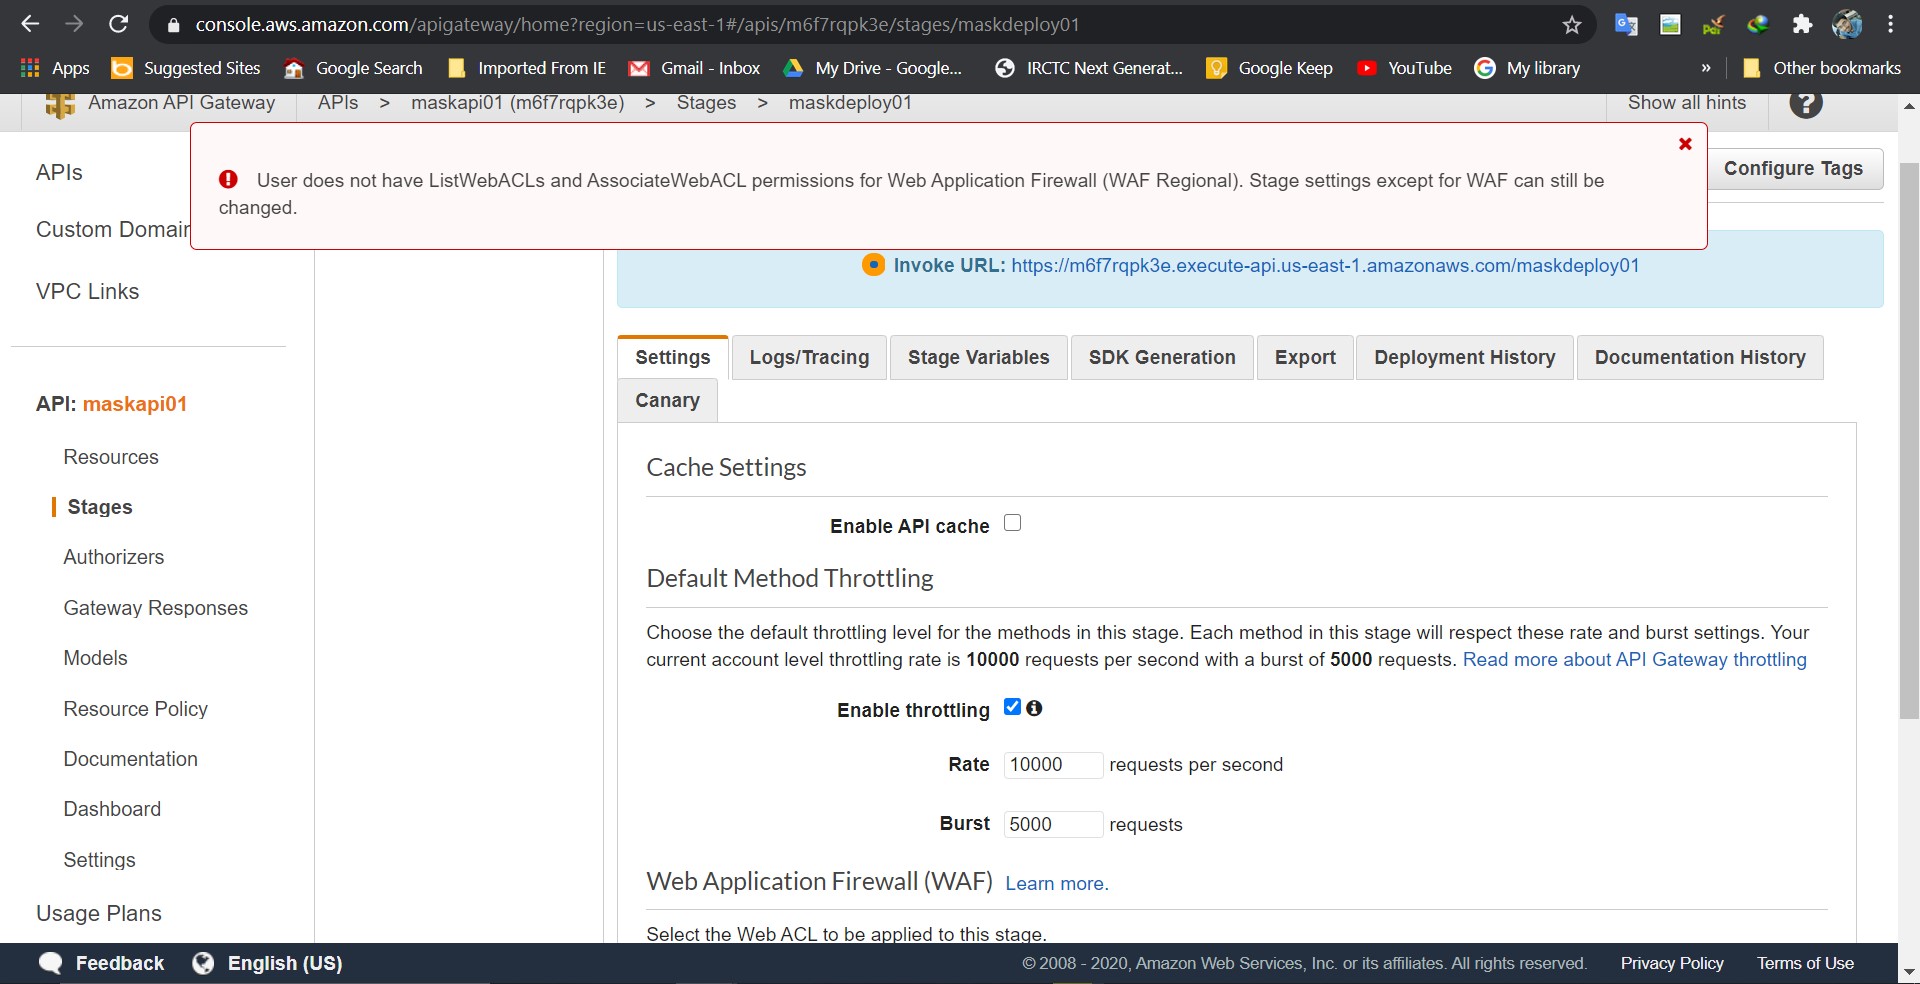 console.aws.amazon.com/apigateway/home?region=us-east-1#/apis/m6f7rqpk3e/stages/maskdeploy01
Apps Suggested Sites Google Search Imported From IE Gmail - Inbox My Drive - Google... IRCTC Next Generat... Google Keep YouTube My library » Other bookmarks
Amazon API Gateway APIs > maskapi01 (m6f7rqpk3e) > Stages > maskdeploy01 Show all hints ?
User does not have ListWebACLs and AssociateWebACL permissions for Web Application Firewall (WAF Regional). Stage settings except for WAF can still be
changed.
Configure Tags
APIs
Custom Domain
VPC Links
API: maskapi01
Resources
Stages
Authorizers
Gateway Responses
Models
Resource Policy
Documentation
Dashboard
Settings
Usage Plans
Invoke URL: https://m6f7rqpk3e.execute-api.us-east-1.amazonaws.com/maskdeploy01
Settings Logs/Tracing Stage Variables SDK Generation Export Deployment History Documentation History
Canary
Cache Settings
Enable API cache
Default Method Throttling
Choose the default throttling level for the methods in this stage. Each method in this stage will respect these rate and burst settings. Your
current account level throttling rate is 10000 requests per second with a burst of 5000 requests. Read more about API Gateway throttling
Enable throttling
Rate 10000 requests per second
Burst 5000 requests
Web Application Firewall (WAF) Learn more.
Select the Web ACL to be applied to this stage.
Feedback English (US) © 2008 - 2020, Amazon Web Services, Inc. or its affiliates. All rights reserved. Privacy Policy Terms of Use